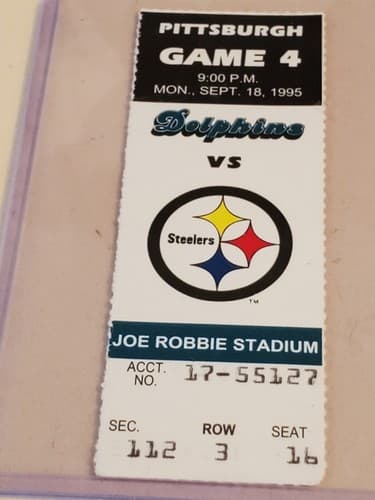 PITTSBURGH
GAME 4
9:00 P.M.
MON., SEPT. 18, 1995
Dolphins
VS
Steelers
TM
JOE ROBBIE STADIUM
ACCT. NO. 17-55127
SEC. ROW SEAT
112 3 16